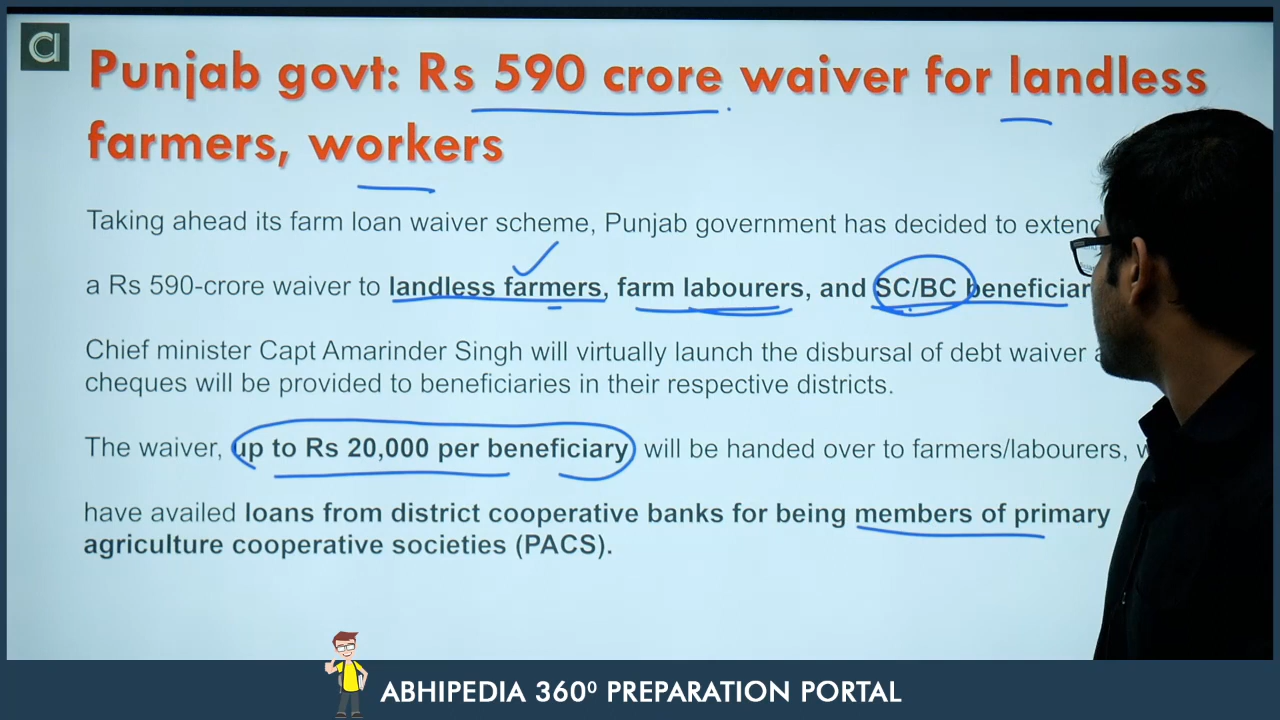 Punjab govt: Rs 590 crore waiver for landless
farmers, workers
Taking ahead its farm loan waiver scheme, Punjab government has decided to extend
a Rs 590-crore waiver to landless farmers, farm labourers, and SC/BC
Chief minister Capt Amarinder Singh will virtually launch the disbursal of debt waiver
cheques will be provided to beneficiaries in their respective districts.
The waiver, up to Rs 20,000 per beneficiary will be handed over to farmers/labourers,
have availed loans from district cooperative banks for being members of primary
agriculture cooperative societies (PACS).
ABHIPEDIA 360⁰ PREPARATION PORTAL